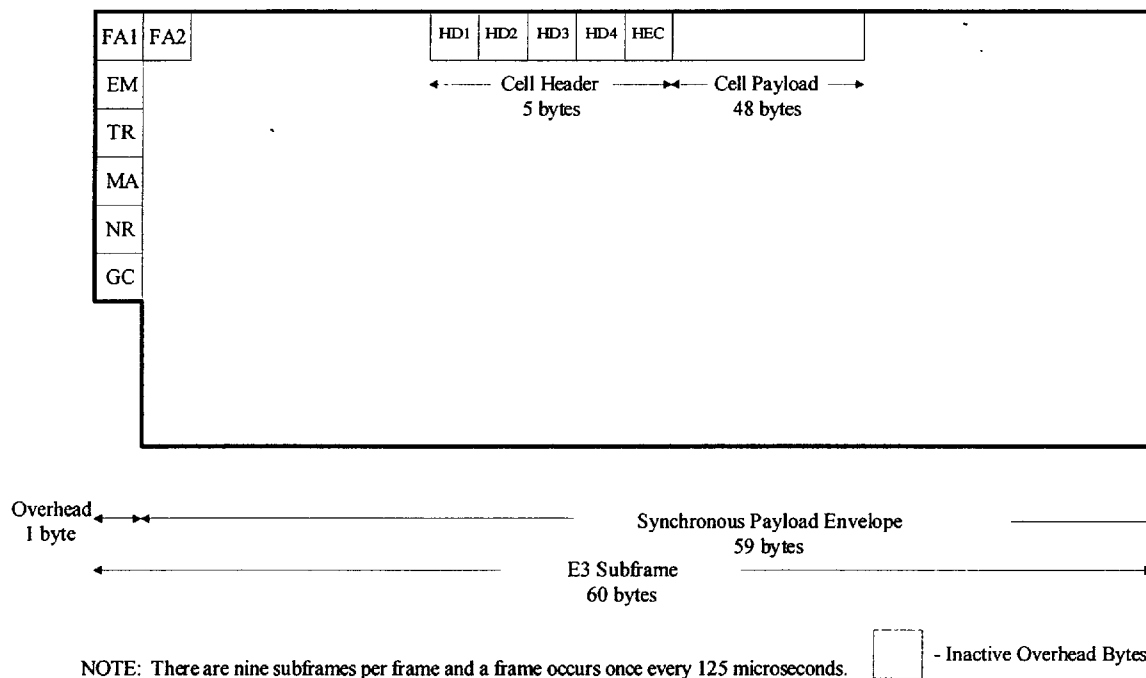 FA1 FA2 HD1 HD2 HD3 HD4 HEC
EM
Cell Header
5 bytes
Cell Payload
48 bytes
TR
MA
NR
GC
Overhead
1 byte
Synchronous Payload Envelope
59 bytes
E3 Subframe
60 bytes
NOTE: There are nine subframes per frame and a frame occurs once every 125 microseconds.
- Inactive Overhead Bytes